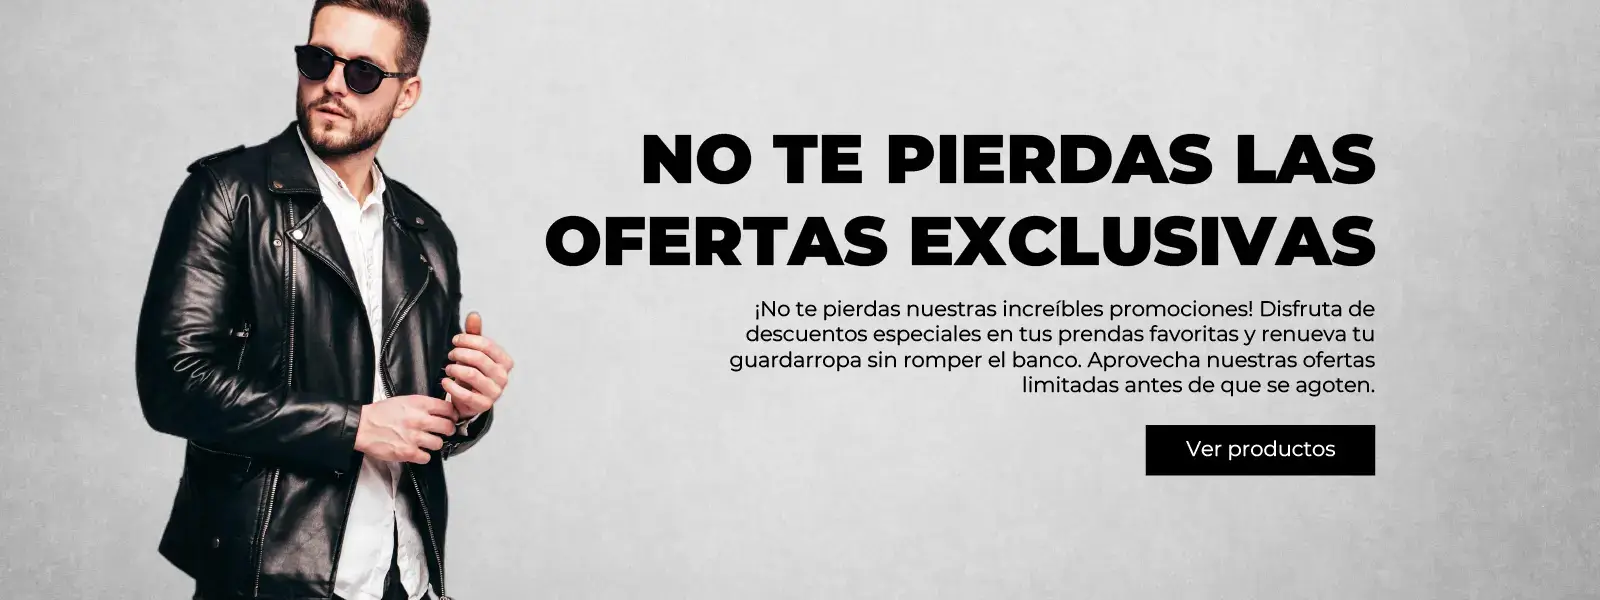 NO TE PIERDAS LAS
OFERTAS EXCLUSIVAS
¡No te pierdas nuestras increíbles promociones! Disfruta de
descuentos especiales en tus prendas favoritas y renueva tu
guardarropa sin romper el banco. Aprovecha nuestras ofertas
limitadas antes de que se agoten.
Ver productos